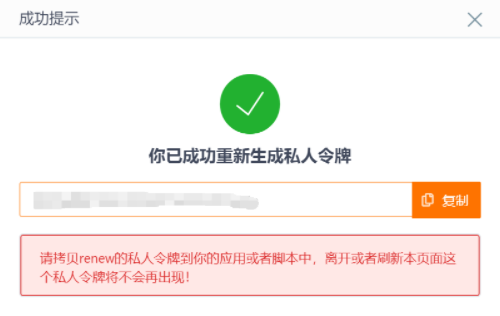 成功提示
你已成功重新生成私人令牌
复制
请拷贝renew的私人令牌到你的应用或者脚本中，离开或者刷新本页面这
个私人令牌将不会再出现！